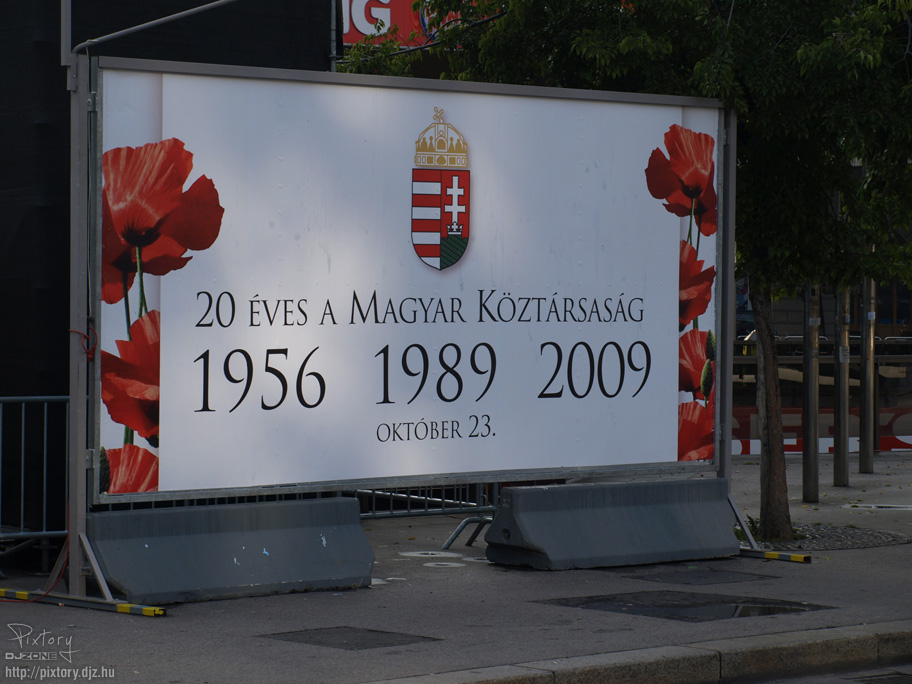 G
20 ÉVES A MAGYAR KÖZTÁRSASÁG
1956 1989 2009
OKTÓBER 23.
Pixtory
DJZONE
http://pixtory.djz.hu